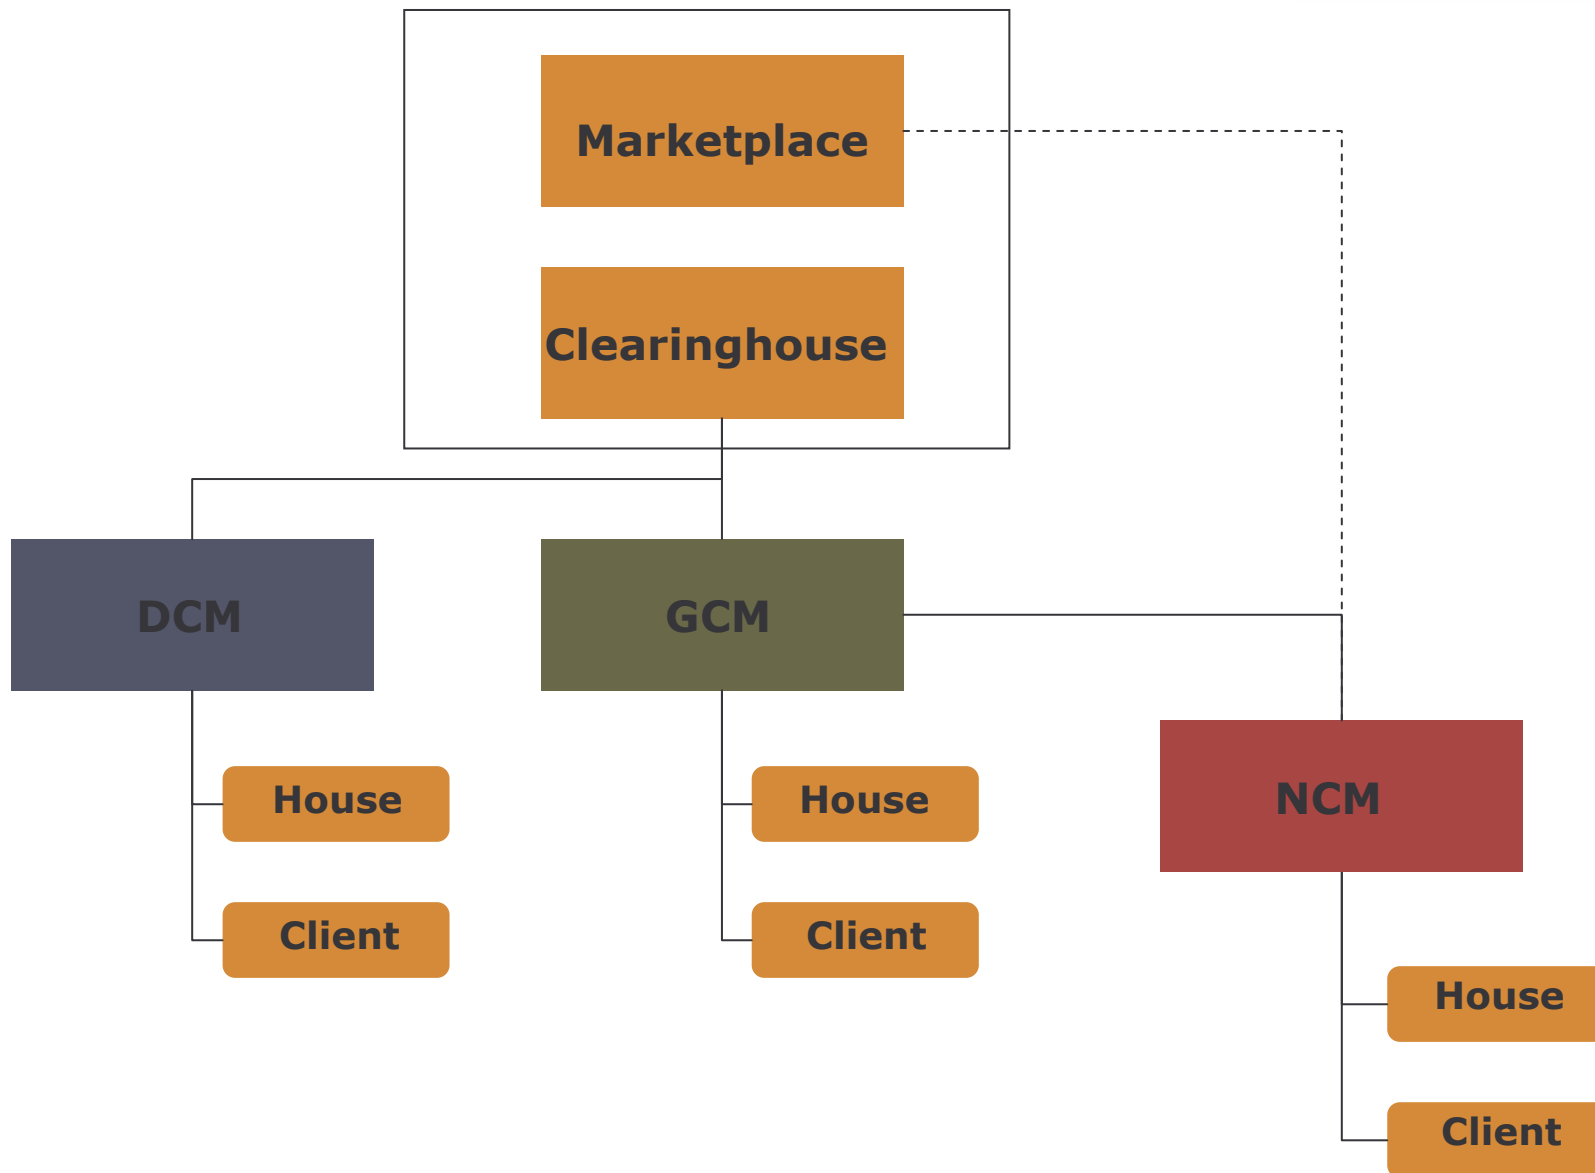 Marketplace
Clearinghouse
DCM
GCM
NCM
House
Client
House
Client
House
Client